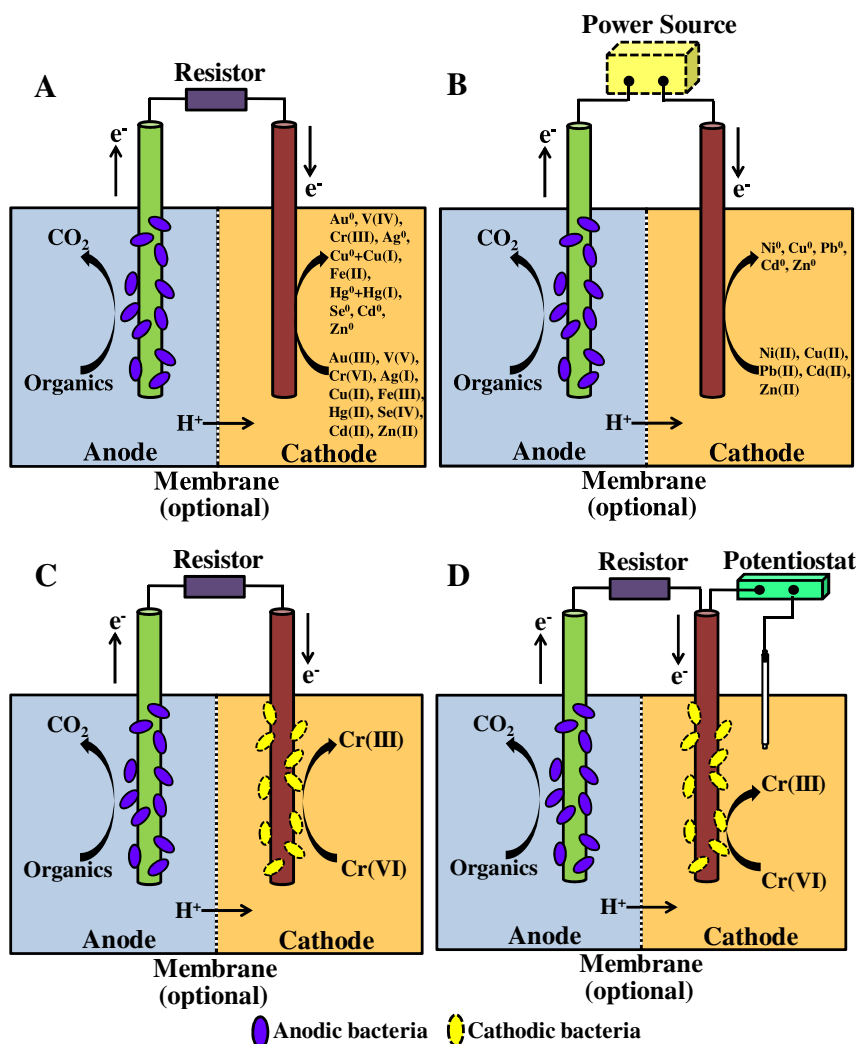 A
Resistor
e⁻
e⁻
CO₂
Organics
Au⁰, V(IV),
Cr(III), Ag⁰,
Cu⁰+Cu(I),
Fe(II),
Hg⁰+Hg(I),
Se⁰, Cd⁰,
Zn⁰
Au(III), V(V),
Cr(VI), Ag(I),
Cu(II), Fe(III),
Hg(II), Se(IV),
Cd(II), Zn(II)
H⁺
Anode
Cathode
Membrane
(optional)
B
Power Source
e⁻
e⁻
CO₂
Organics
Ni⁰, Cu⁰, Pb⁰,
Cd⁰, Zn⁰
Ni(II), Cu(II),
Pb(II), Cd(II),
Zn(II)
H⁺
Anode
Cathode
Membrane
(optional)
C
Resistor
e⁻
e⁻
CO₂
Organics
Cr(III)
Cr(VI)
H⁺
Anode
Cathode
Membrane
(optional)
D
Resistor
Potentiostat
e⁻
e⁻
CO₂
Organics
Cr(III)
Cr(VI)
H⁺
Anode
Cathode
Membrane
(optional)
Anodic bacteria
Cathodic bacteria